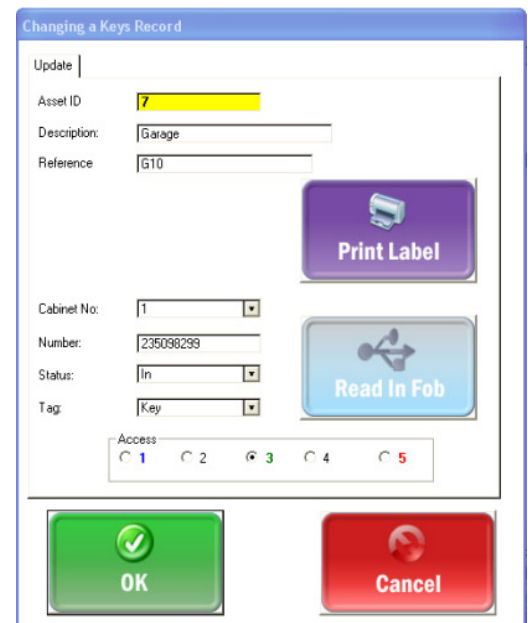 Changing a Keys Record
Update
Asset ID 7
Description: Garage
Reference G10
Print Label
Cabinet No: 1
Number: 235098299
Status: In
Read In Fob
Tag: Key
Access
1 2 3 4 5
OK Cancel